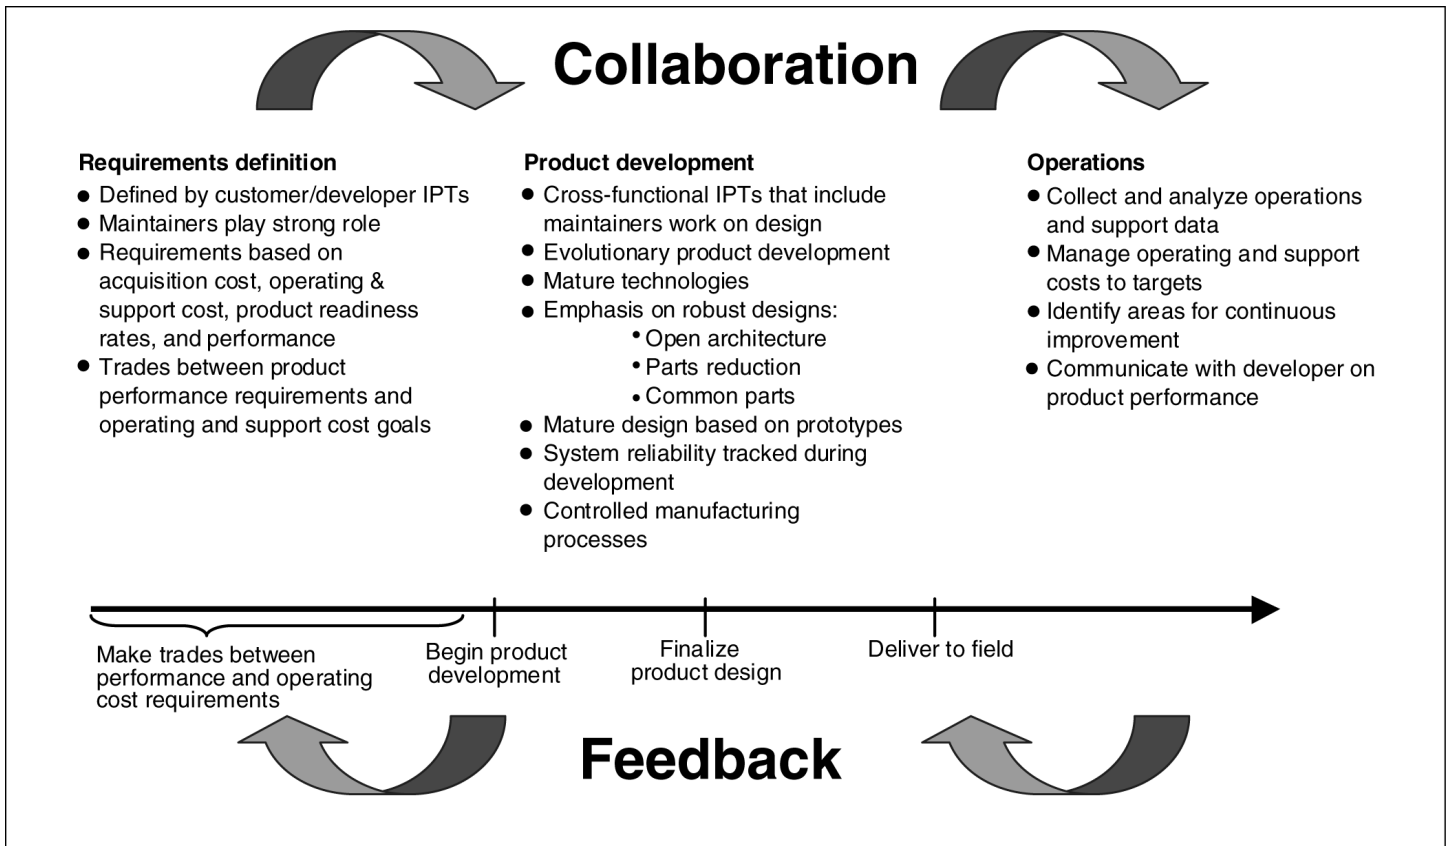 Collaboration
Requirements definition
● Defined by customer/developer IPTs
● Maintainers play strong role
● Requirements based on
acquisition cost, operating &
support cost, product readiness
rates, and performance
● Trades between product
performance requirements and
operating and support cost goals
Product development
● Cross-functional IPTs that include
maintainers work on design
● Evolutionary product development
● Mature technologies
● Emphasis on robust designs:
• Open architecture
• Parts reduction
• Common parts
● Mature design based on prototypes
● System reliability tracked during
development
● Controlled manufacturing
processes
Operations
● Collect and analyze operations
and support data
● Manage operating and support
costs to targets
● Identify areas for continuous
improvement
● Communicate with developer on
product performance
Make trades between
performance and operating
cost requirements
Begin product
development
Finalize
product design
Deliver to field
Feedback